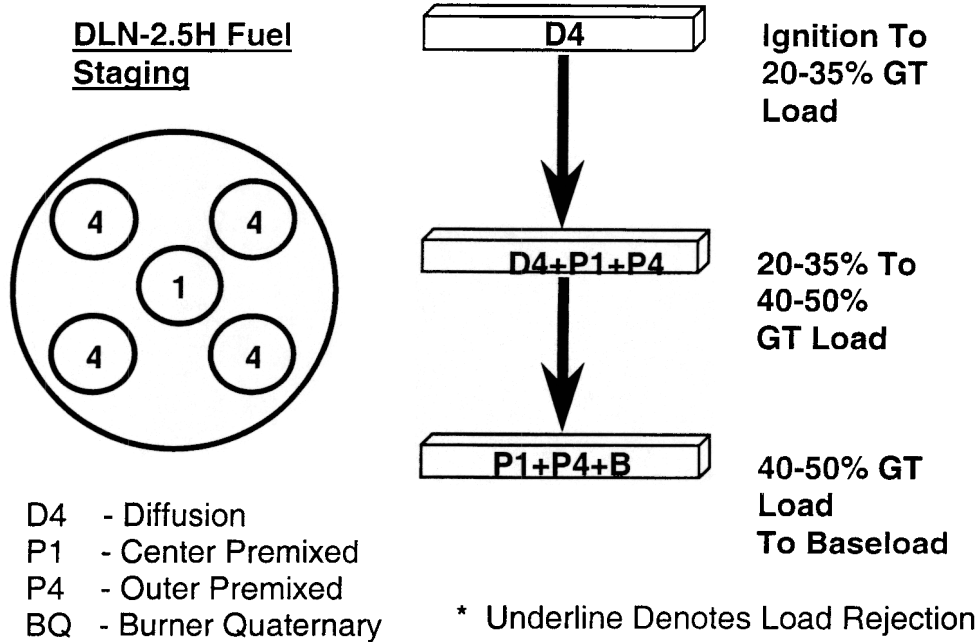 DLN-2.5H Fuel
Staging
4
4
1
4
4
D4 - Diffusion
P1 - Center Premixed
P4 - Outer Premixed
BQ - Burner Quaternary
D4
Ignition To
20-35% GT
Load
D4+P1+P4
20-35% To
40-50%
GT Load
P1+P4+B
40-50% GT
Load
To Baseload
* Underline Denotes Load Rejection